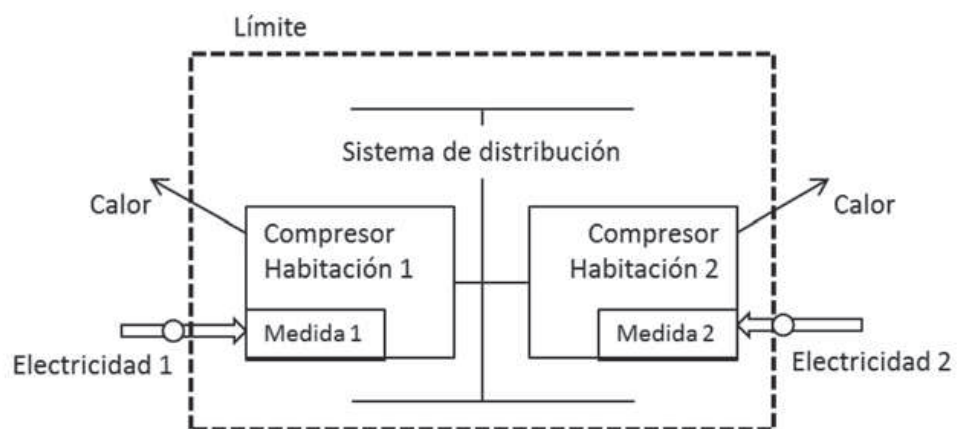 Límite
Sistema de distribución
Calor
Compresor
Habitación 1
Medida 1
Electricidad 1
Compresor
Habitación 2
Medida 2
Calor
Electricidad 2